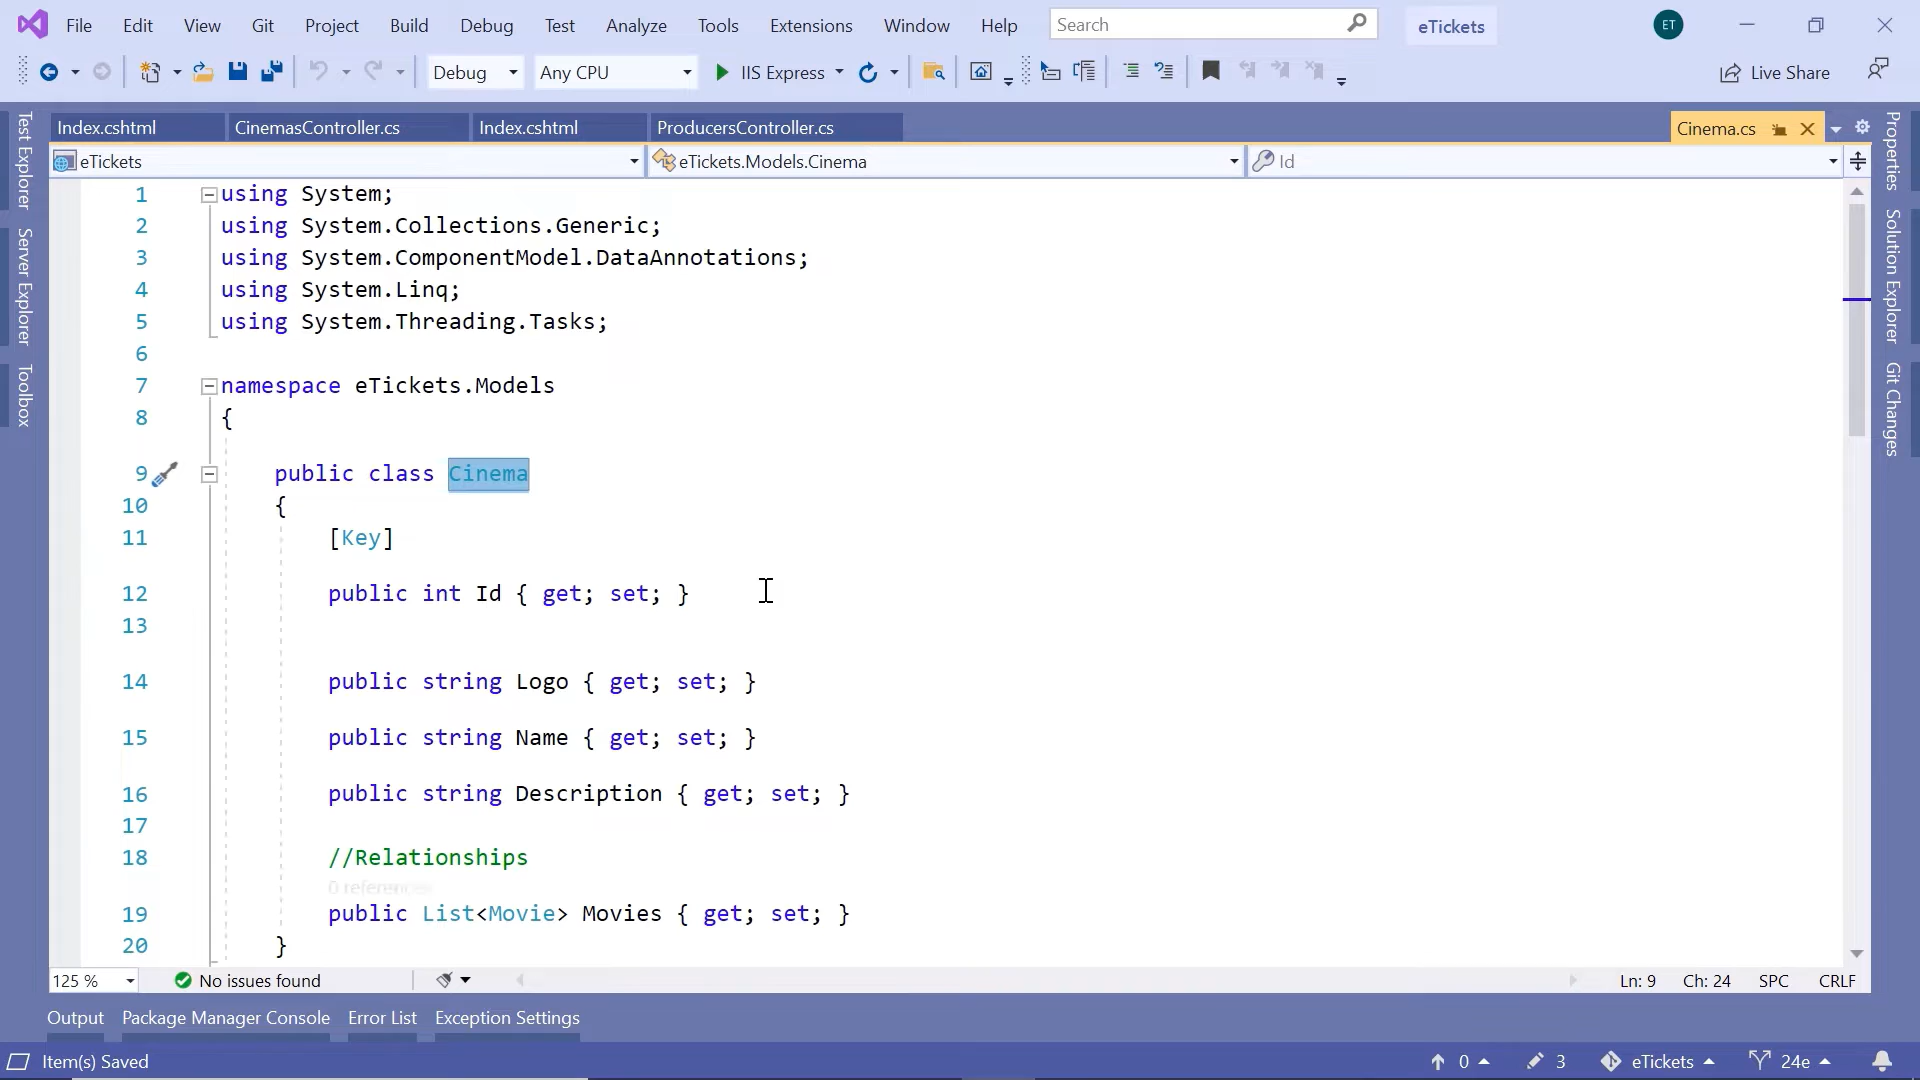 File Edit View Git Project Build Debug Test Analyze Tools Extensions Window Help Search eTickets ET
Debug Any CPU IIS Express Live Share
Index.cshtml CinemasController.cs Index.cshtml ProducersController.cs Cinema.cs
eTickets eTickets.Models.Cinema Id
Test Explorer
Server Explorer
Toolbox
1 using System;
2 using System.Collections.Generic;
3 using System.ComponentModel.DataAnnotations;
4 using System.Linq;
5 using System.Threading.Tasks;
6
7 namespace eTickets.Models
8 {
9 public class Cinema
10 {
11 [Key]
12 public int Id { get; set; }
13
14 public string Logo { get; set; }
15 public string Name { get; set; }
16 public string Description { get; set; }
17
18 //Relationships
0 references
19 public List<Movie> Movies { get; set; }
20 }
Properties
Solution Explorer
Git Changes
125 % No issues found Ln: 9 Ch: 24 SPC CRLF
Output Package Manager Console Error List Exception Settings
Item(s) Saved 0 3 eTickets 24e